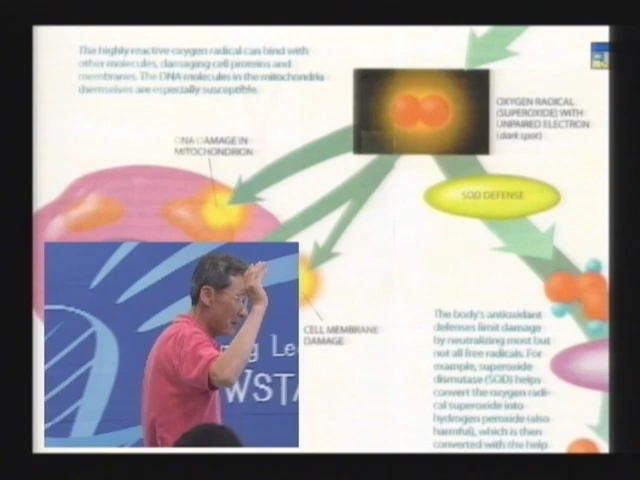 The highly reactive oxygen radical can bind with
other molecules, damaging cell proteins and
membranes. The DNA molecules in the mitochondria
themselves are especially susceptible.
OXYGEN RADICAL
(SUPEROXIDE) WITH
UNPAIRED ELECTRON
(dark spot)
DNA DAMAGE IN
MITOCHONDRION
SOD DEFENSE
CELL MEMBRANE
DAMAGE
The body's antioxidant
defenses limit damage
by neutralizing most but
not all free radicals. For
example, superoxide
dismutase (SOD) helps
convert the oxygen radi-
cal superoxide into
hydrogen peroxide (also
harmful), which is then
converted with the help
ng Le
WSTA